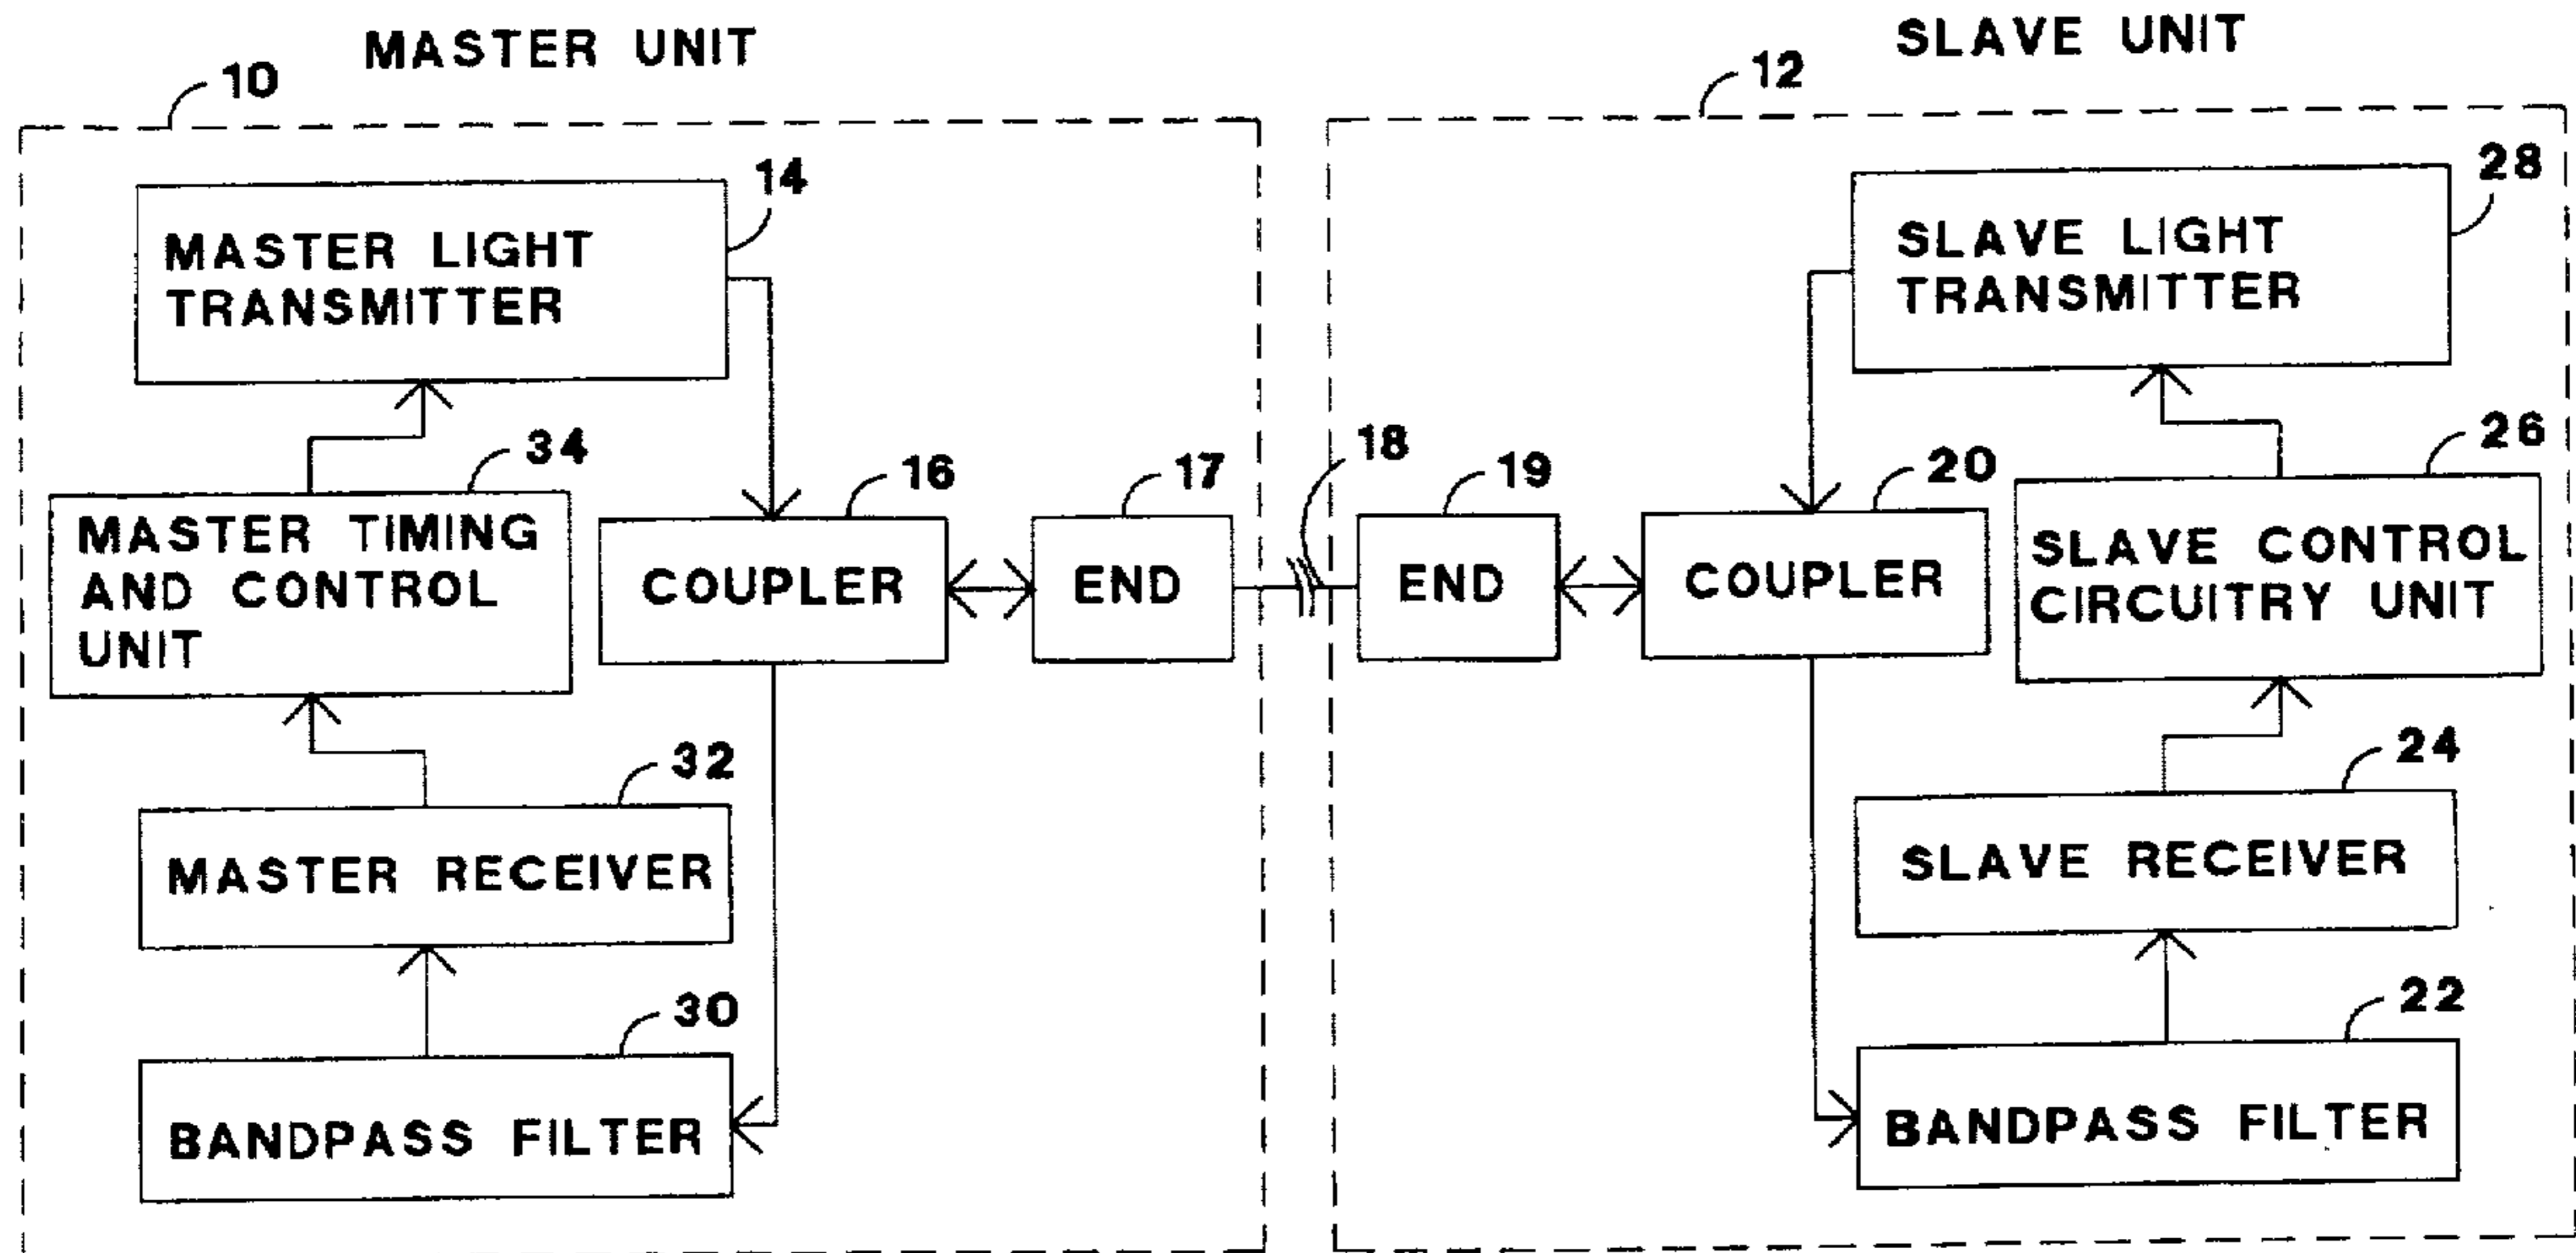 MASTER UNIT
10
14
MASTER LIGHT
TRANSMITTER
34
MASTER TIMING
AND CONTROL
UNIT
16
COUPLER
17
END
32
MASTER RECEIVER
30
BANDPASS FILTER
18
SLAVE UNIT
12
28
SLAVE LIGHT
TRANSMITTER
19
END
20
COUPLER
26
SLAVE CONTROL
CIRCUITRY UNIT
24
SLAVE RECEIVER
22
BANDPASS FILTER